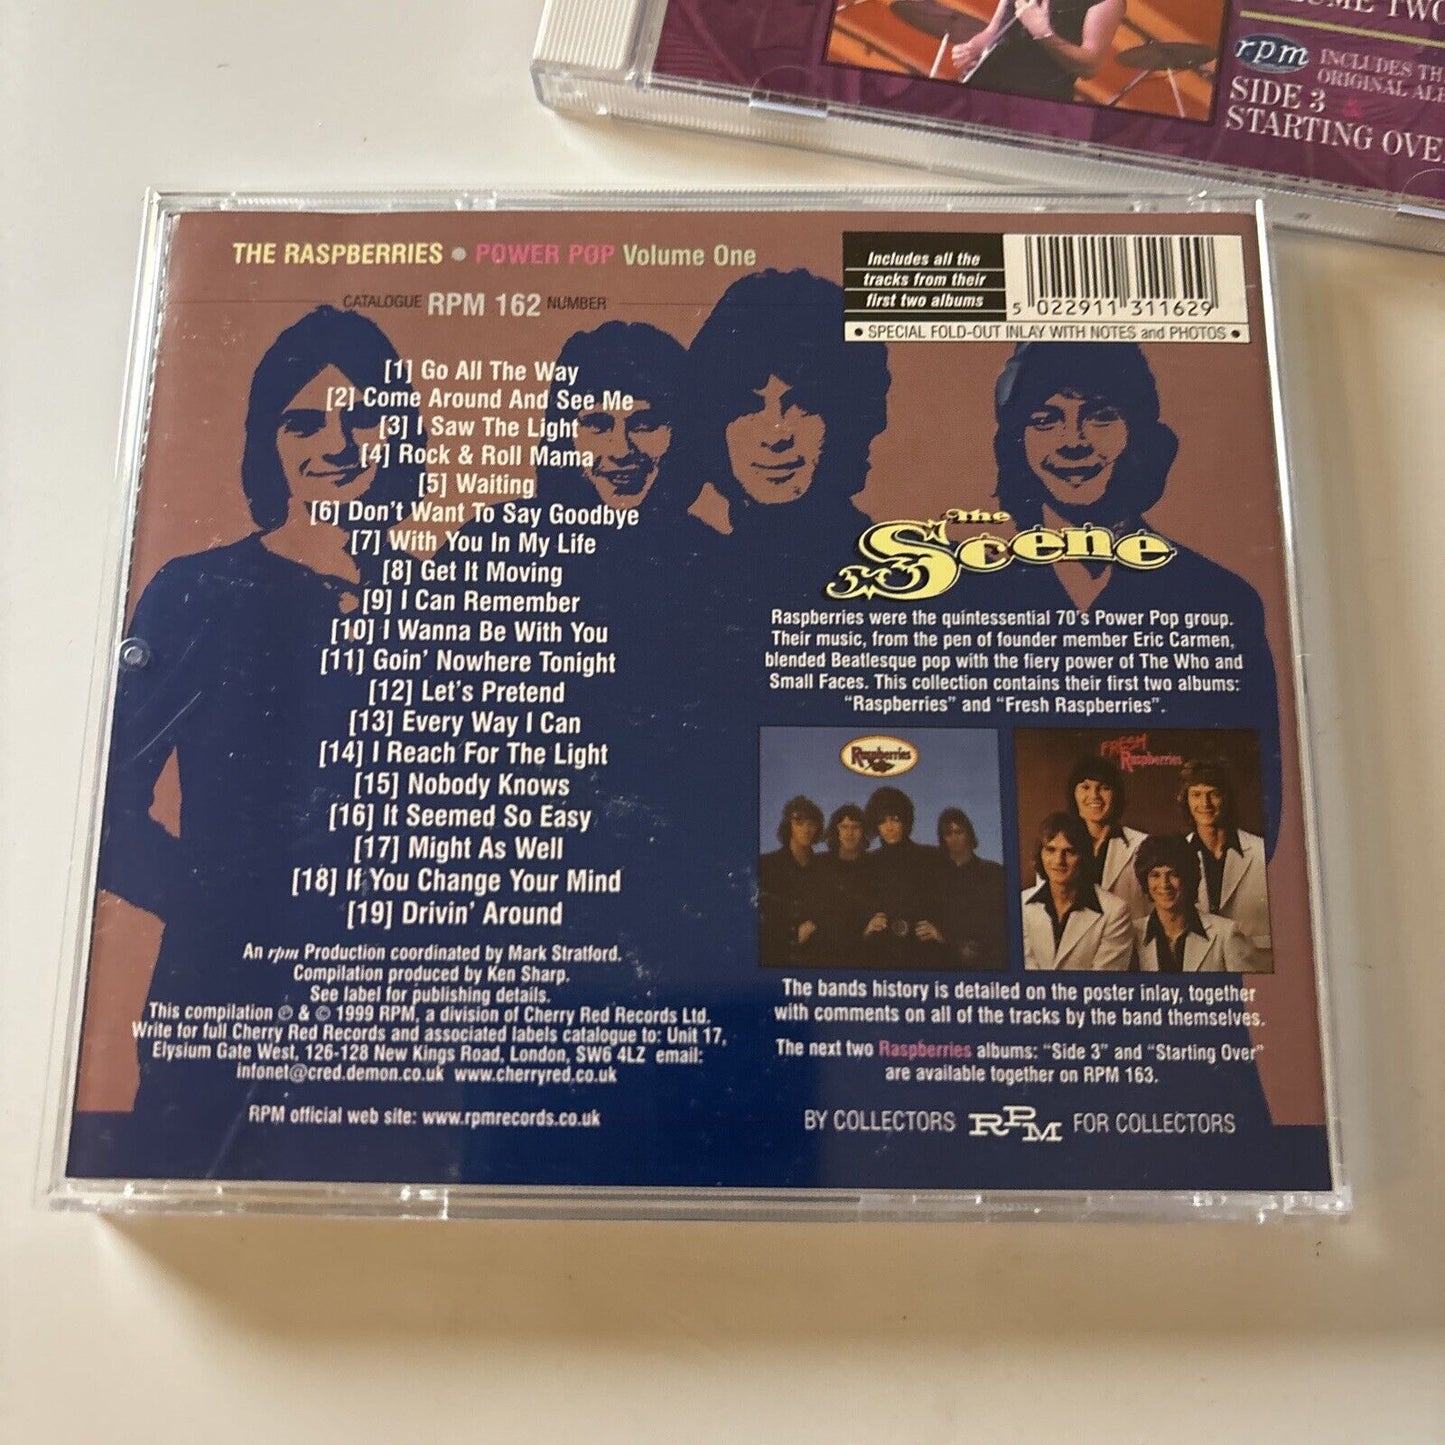 UME TWO
rpm INCLUDES TH
ORIGINAL AL
SIDE 3
STARTING OVE
THE RASPBERRIES • POWER POP Volume One
CATALOGUE RPM 162 NUMBER
Includes all the
tracks from their
first two albums
5 022911 311629
• SPECIAL FOLD-OUT INLAY WITH NOTES and PHOTOS •
[1] Go All The Way
[2] Come Around And See Me
[3] I Saw The Light
[4] Rock & Roll Mama
[5] Waiting
[6] Don't Want To Say Goodbye
[7] With You In My Life
[8] Get It Moving
[9] I Can Remember
[10] I Wanna Be With You
[11] Goin' Nowhere Tonight
[12] Let's Pretend
[13] Every Way I Can
[14] I Reach For The Light
[15] Nobody Knows
[16] It Seemed So Easy
[17] Might As Well
[18] If You Change Your Mind
[19] Drivin' Around
An rpm Production coordinated by Mark Stratford.
Compilation produced by Ken Sharp.
See label for publishing details.
This compilation ℗ & © 1999 RPM, a division of Cherry Red Records Ltd.
Write for full Cherry Red Records and associated labels catalogue to: Unit 17,
Elysium Gate West, 126-128 New Kings Road, London, SW6 4LZ email:
infonet@cred.demon.co.uk www.cherryred.co.uk
RPM official web site: www.rpmrecords.co.uk
the
Scene
Raspberries were the quintessential 70's Power Pop group.
Their music, from the pen of founder member Eric Carmen,
blended Beatlesque pop with the fiery power of The Who and
Small Faces. This collection contains their first two albums:
"Raspberries" and "Fresh Raspberries".
Raspberries
FRESH
Raspberries
The bands history is detailed on the poster inlay, together
with comments on all of the tracks by the band themselves.
The next two Raspberries albums: "Side 3" and "Starting Over"
are available together on RPM 163.
BY COLLECTORS RPM FOR COLLECTORS